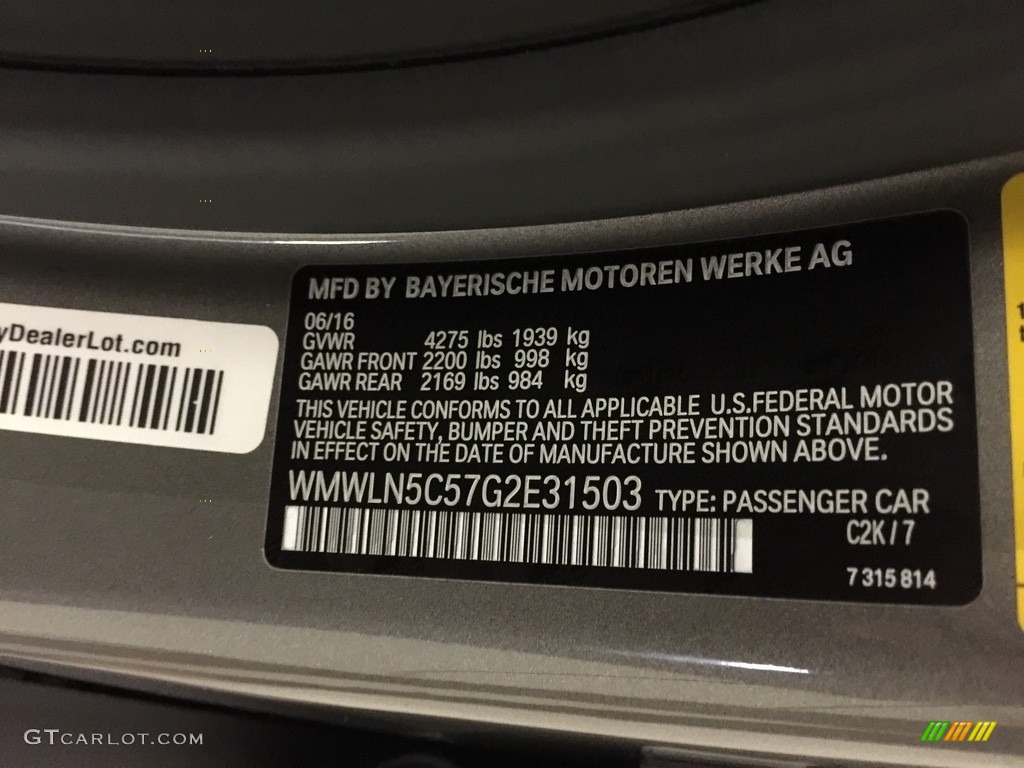 MFD BY BAYERISCHE MOTOREN WERKE AG
06/16
GVWR 4275 lbs 1939 kg
GAWR FRONT 2200 lbs 998 kg
GAWR REAR 2169 lbs 984 kg
THIS VEHICLE CONFORMS TO ALL APPLICABLE U.S.FEDERAL MOTOR
VEHICLE SAFETY, BUMPER AND THEFT PREVENTION STANDARDS
IN EFFECT ON THE DATE OF MANUFACTURE SHOWN ABOVE.
WMWLN5C57G2E31503 TYPE: PASSENGER CAR
C2K / 7
7 315 814
yDealerLot.com
GTCARLOT.COM